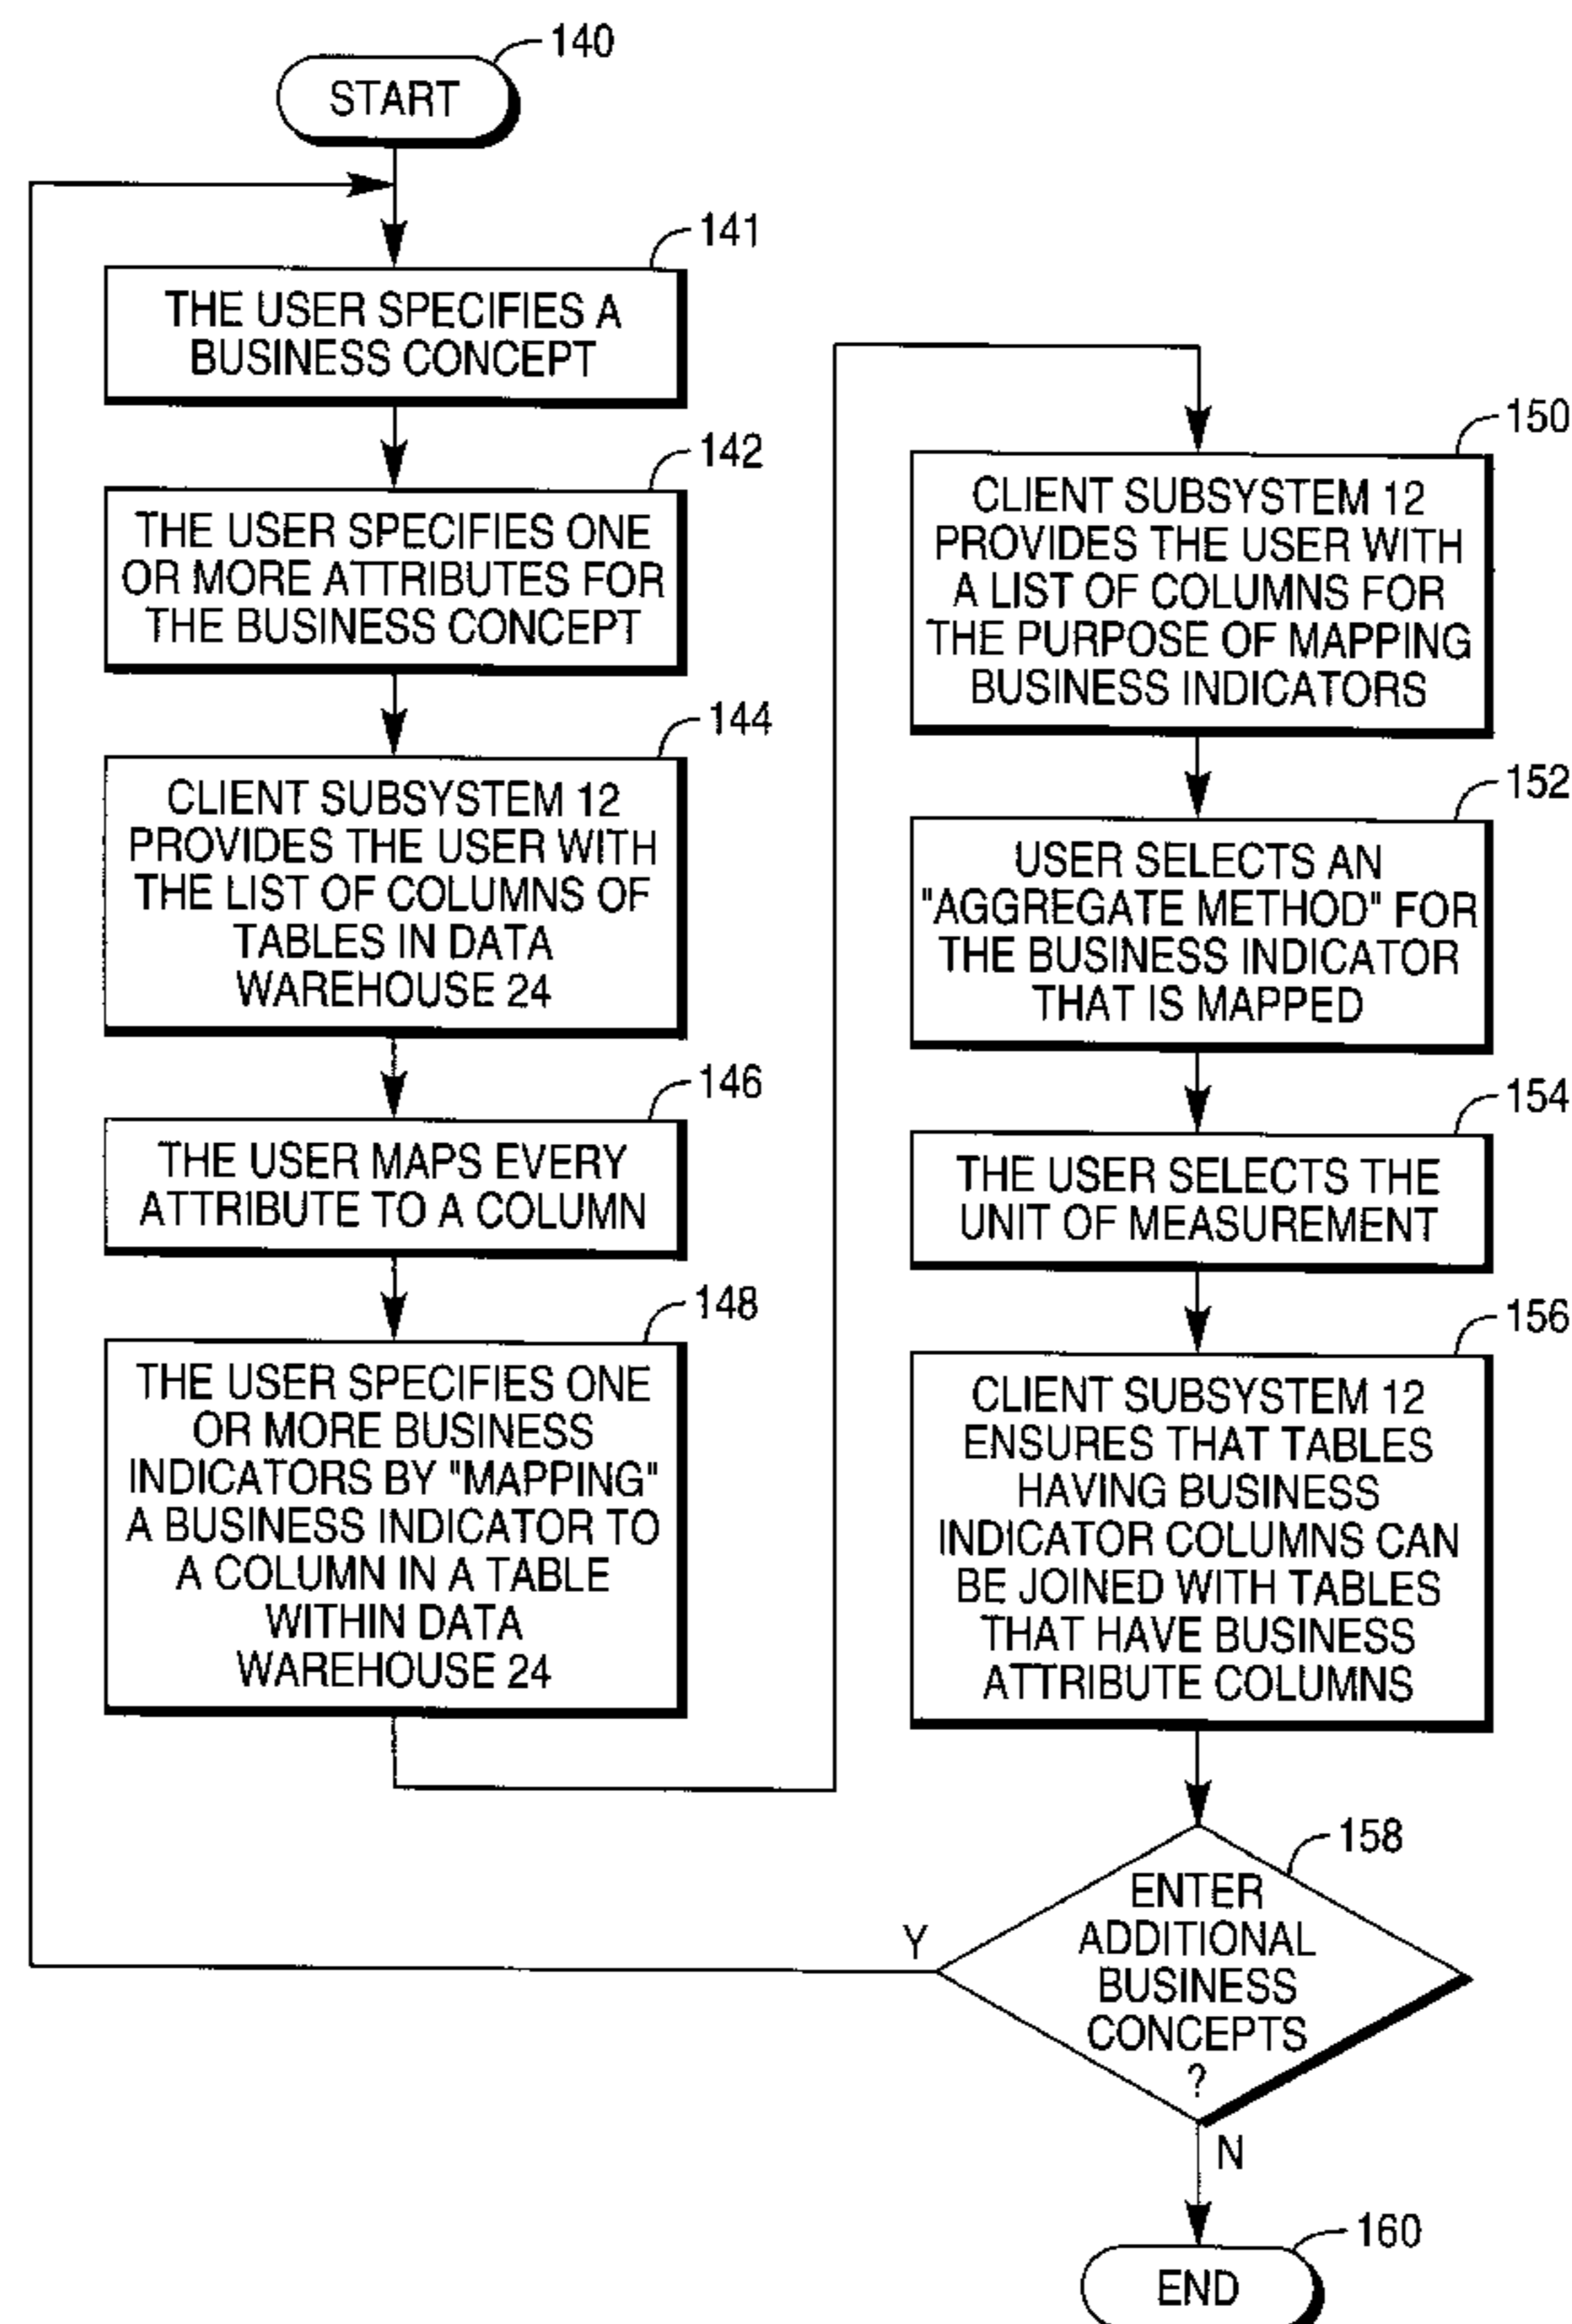 140
START
141
THE USER SPECIFIES A
BUSINESS CONCEPT
142
THE USER SPECIFIES ONE
OR MORE ATTRIBUTES FOR
THE BUSINESS CONCEPT
144
CLIENT SUBSYSTEM 12
PROVIDES THE USER WITH
THE LIST OF COLUMNS OF
TABLES IN DATA
WAREHOUSE 24
146
THE USER MAPS EVERY
ATTRIBUTE TO A COLUMN
148
THE USER SPECIFIES ONE
OR MORE BUSINESS
INDICATORS BY "MAPPING"
A BUSINESS INDICATOR TO
A COLUMN IN A TABLE
WITHIN DATA
WAREHOUSE 24
150
CLIENT SUBSYSTEM 12
PROVIDES THE USER WITH
A LIST OF COLUMNS FOR
THE PURPOSE OF MAPPING
BUSINESS INDICATORS
152
USER SELECTS AN
"AGGREGATE METHOD" FOR
THE BUSINESS INDICATOR
THAT IS MAPPED
154
THE USER SELECTS THE
UNIT OF MEASUREMENT
156
CLIENT SUBSYSTEM 12
ENSURES THAT TABLES
HAVING BUSINESS
INDICATOR COLUMNS CAN
BE JOINED WITH TABLES
THAT HAVE BUSINESS
ATTRIBUTE COLUMNS
158
ENTER
ADDITIONAL
BUSINESS
CONCEPTS
?
Y
N
160
END